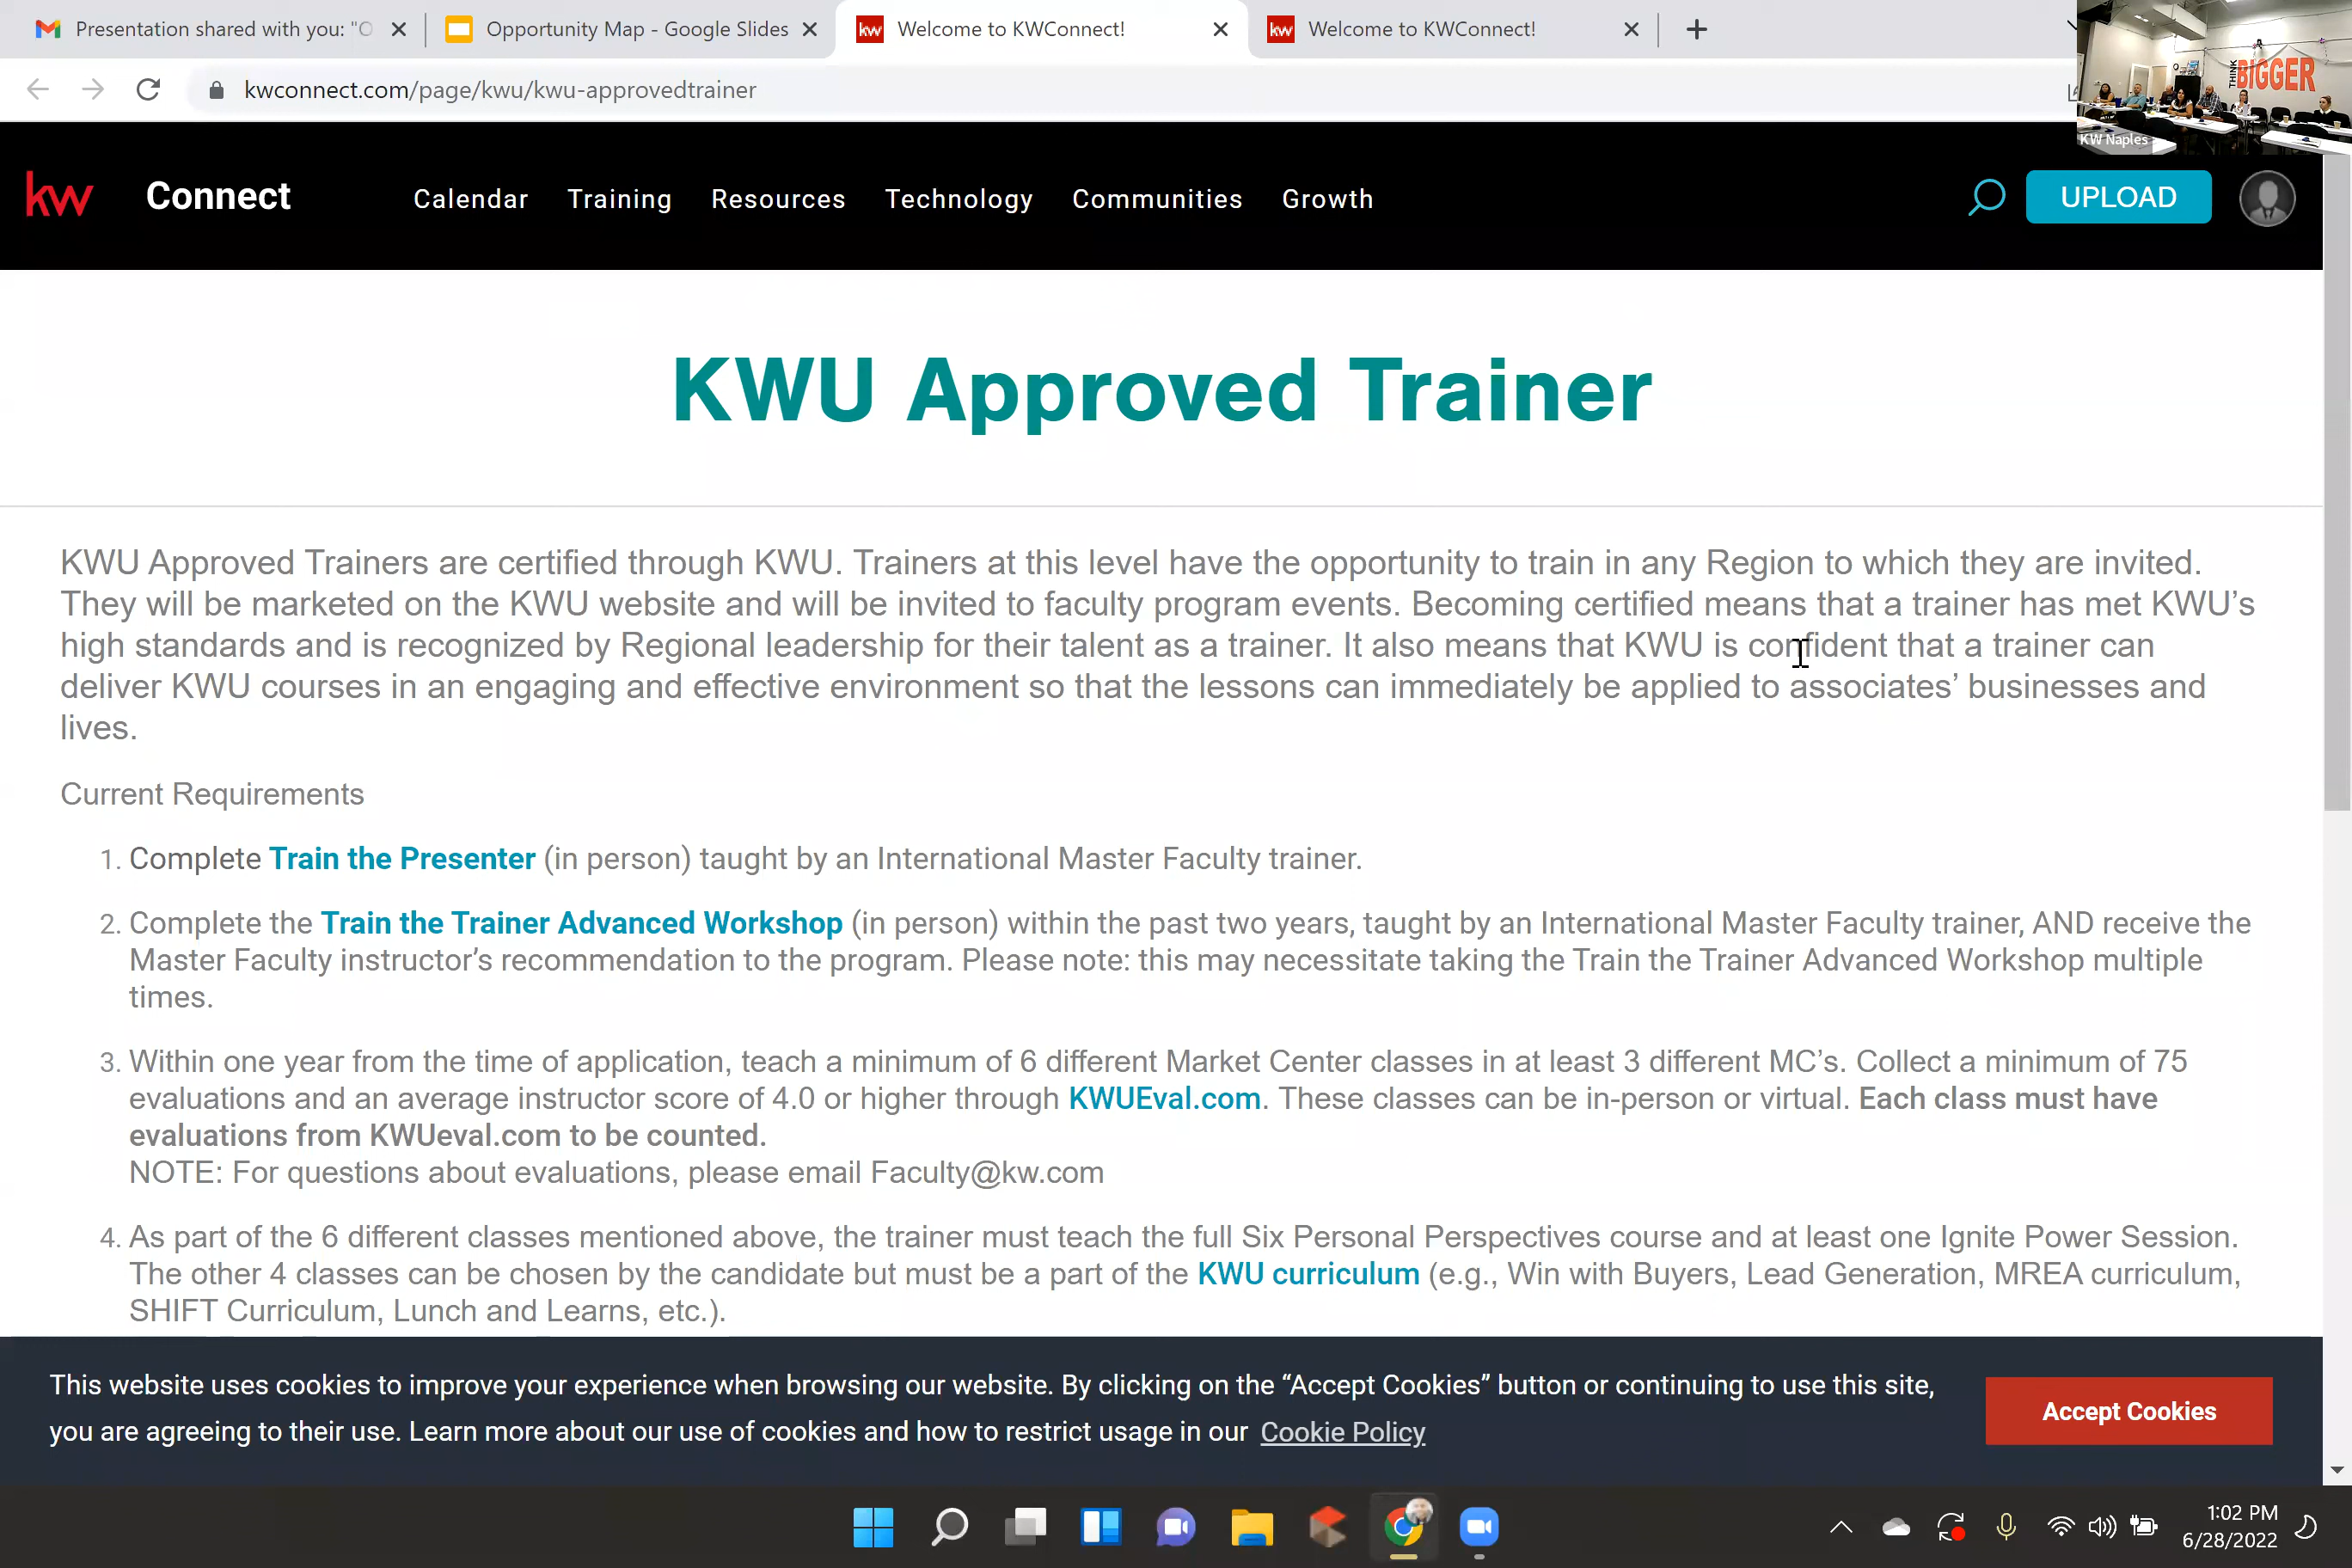 Presentation shared with you: "O
Opportunity Map - Google Slides
Welcome to KWConnect!
Welcome to KWConnect!
kwconnect.com/page/kwu/kwu-approvedtrainer
THINK BIGGER
KW Naples
kw Connect Calendar Training Resources Technology Communities Growth UPLOAD
KWU Approved Trainer
KWU Approved Trainers are certified through KWU. Trainers at this level have the opportunity to train in any Region to which they are invited.
They will be marketed on the KWU website and will be invited to faculty program events. Becoming certified means that a trainer has met KWU’s
high standards and is recognized by Regional leadership for their talent as a trainer. It also means that KWU is confident that a trainer can
deliver KWU courses in an engaging and effective environment so that the lessons can immediately be applied to associates’ businesses and
lives.
Current Requirements
1. Complete Train the Presenter (in person) taught by an International Master Faculty trainer.
2. Complete the Train the Trainer Advanced Workshop (in person) within the past two years, taught by an International Master Faculty trainer, AND receive the
Master Faculty instructor’s recommendation to the program. Please note: this may necessitate taking the Train the Trainer Advanced Workshop multiple
times.
3. Within one year from the time of application, teach a minimum of 6 different Market Center classes in at least 3 different MC’s. Collect a minimum of 75
evaluations and an average instructor score of 4.0 or higher through KWUEval.com. These classes can be in-person or virtual. Each class must have
evaluations from KWUeval.com to be counted.
NOTE: For questions about evaluations, please email Faculty@kw.com
4. As part of the 6 different classes mentioned above, the trainer must teach the full Six Personal Perspectives course and at least one Ignite Power Session.
The other 4 classes can be chosen by the candidate but must be a part of the KWU curriculum (e.g., Win with Buyers, Lead Generation, MREA curriculum,
SHIFT Curriculum, Lunch and Learns, etc.).
This website uses cookies to improve your experience when browsing our website. By clicking on the “Accept Cookies” button or continuing to use this site,
you are agreeing to their use. Learn more about our use of cookies and how to restrict usage in our Cookie Policy
Accept Cookies
1:02 PM
6/28/2022